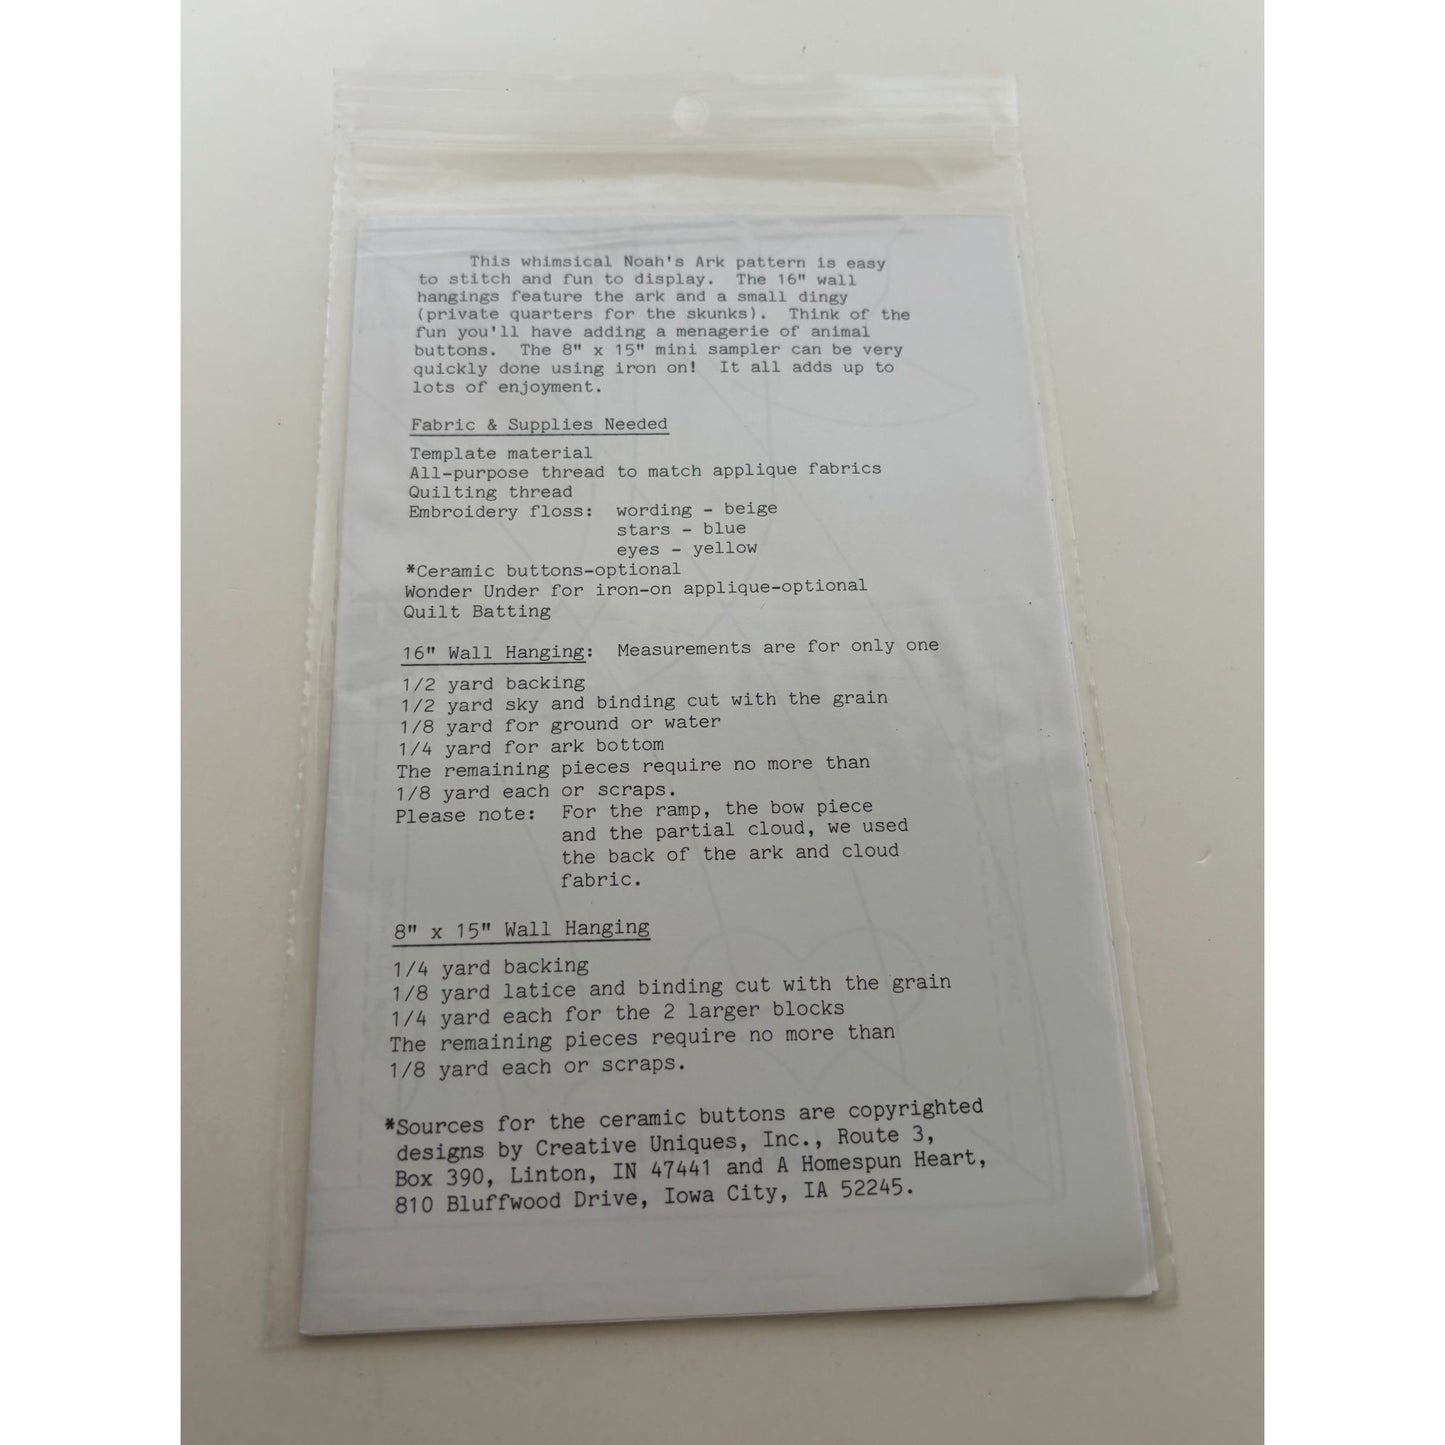 This whimsical Noah's Ark pattern is easy
to stitch and fun to display. The 16" wall
hangings feature the ark and a small dingy
(private quarters for the skunks). Think of the
fun you'll have adding a menagerie of animal
buttons. The 8" x 15" mini sampler can be very
quickly done using iron on! It all adds up to
lots of enjoyment.
Fabric & Supplies Needed
Template material
All-purpose thread to match applique fabrics
Quilting thread
Embroidery floss: wording - beige
stars - blue
eyes - yellow
*Ceramic buttons-optional
Wonder Under for iron-on applique-optional
Quilt Batting
16" Wall Hanging: Measurements are for only one
1/2 yard backing
1/2 yard sky and binding cut with the grain
1/8 yard for ground or water
1/4 yard for ark bottom
The remaining pieces require no more than
1/8 yard each or scraps.
Please note: For the ramp, the bow piece
and the partial cloud, we used
the back of the ark and cloud
fabric.
8" x 15" Wall Hanging
1/4 yard backing
1/8 yard latice and binding cut with the grain
1/4 yard each for the 2 larger blocks
The remaining pieces require no more than
1/8 yard each or scraps.
*Sources for the ceramic buttons are copyrighted
designs by Creative Uniques, Inc., Route 3,
Box 390, Linton, IN 47441 and A Homespun Heart,
810 Bluffwood Drive, Iowa City, IA 52245.